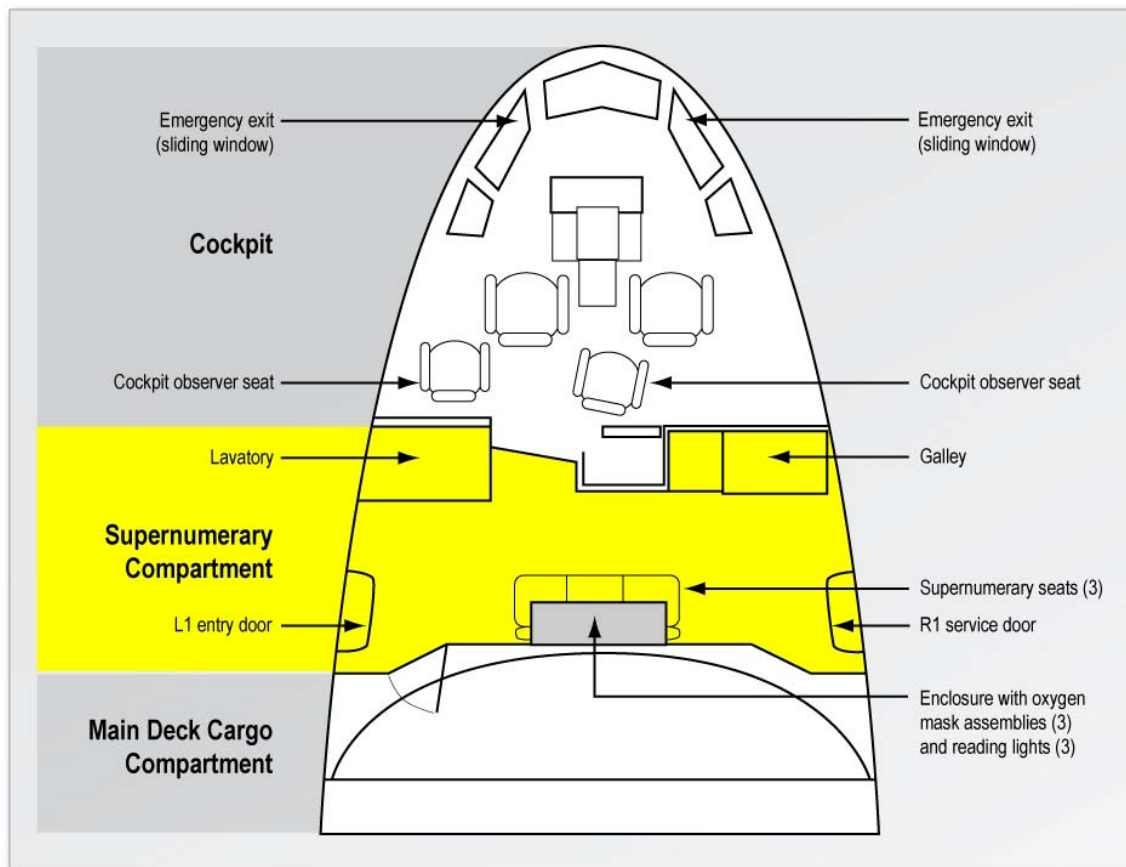 Emergency exit
(sliding window)
Emergency exit
(sliding window)
Cockpit
Cockpit observer seat
Cockpit observer seat
Lavatory
Galley
Supernumerary
Compartment
Supernumerary seats (3)
L1 entry door
R1 service door
Enclosure with oxygen
mask assemblies (3)
and reading lights (3)
Main Deck Cargo
Compartment